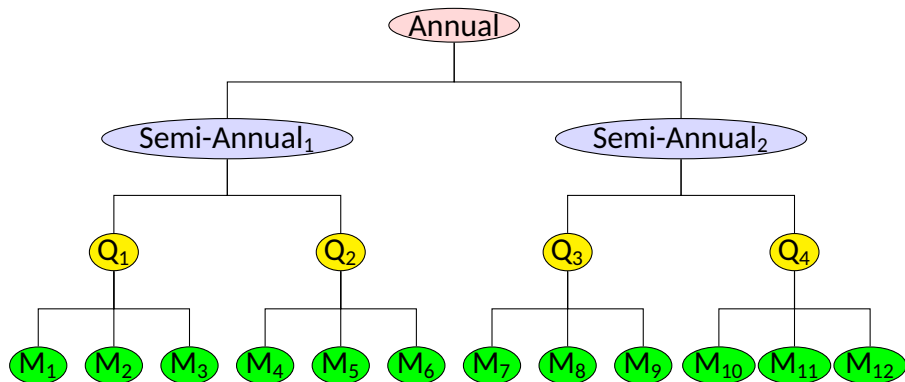 Annual
Semi-Annual₁ Semi-Annual₂
Q₁ Q₂ Q₃ Q₄
M₁ M₂ M₃ M₄ M₅ M₆ M₇ M₈ M₉ M₁₀ M₁₁ M₁₂